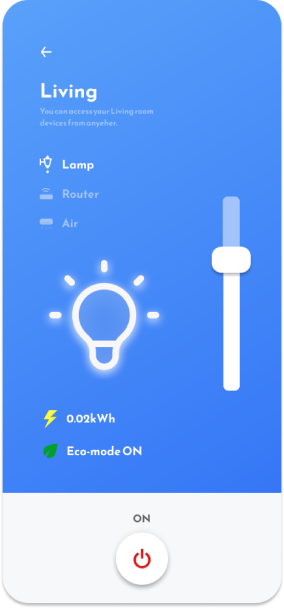 Living
You can access your Living room
devices from anyeher.
Lamp
Router
Air
0.02kWh
Eco-mode ON
ON